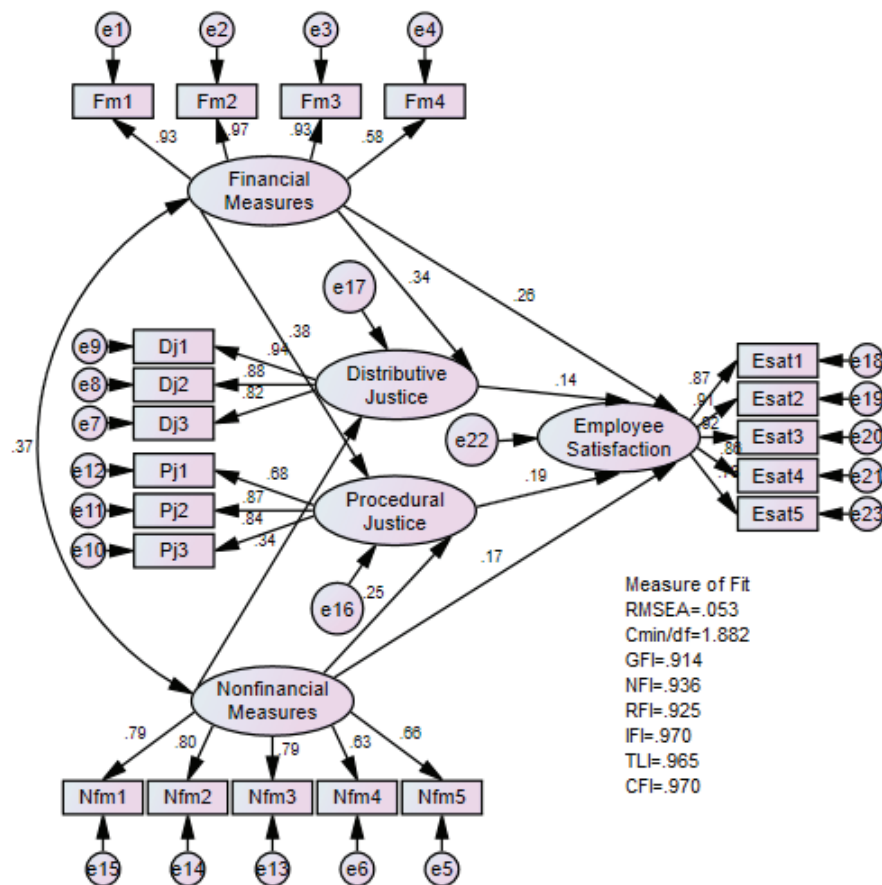 e1 e2 e3 e4
Fm1 Fm2 Fm3 Fm4
.93 .97 .93 .58
Financial
Measures
.34
.26
e17
.38
e9 Dj1 .94
e8 Dj2 .88
e7 Dj3 .82
Distributive
Justice
.14
e22
Employee
Satisfaction
.87 Esat1 e18
.91 Esat2 e19
.92 Esat3 e20
.86 Esat4 e21
Esat5 e23
.37
e12 Pj1 .68
e11 Pj2 .87
e10 Pj3 .84
.34
Procedural
Justice
.19
.17
e16
.25
Nonfinancial
Measures
.79 .80 .79 .63 .66
Nfm1 Nfm2 Nfm3 Nfm4 Nfm5
e15 e14 e13 e6 e5
Measure of Fit
RMSEA=.053
Cmin/df=1.882
GFI=.914
NFI=.936
RFI=.925
IFI=.970
TLI=.965
CFI=.970